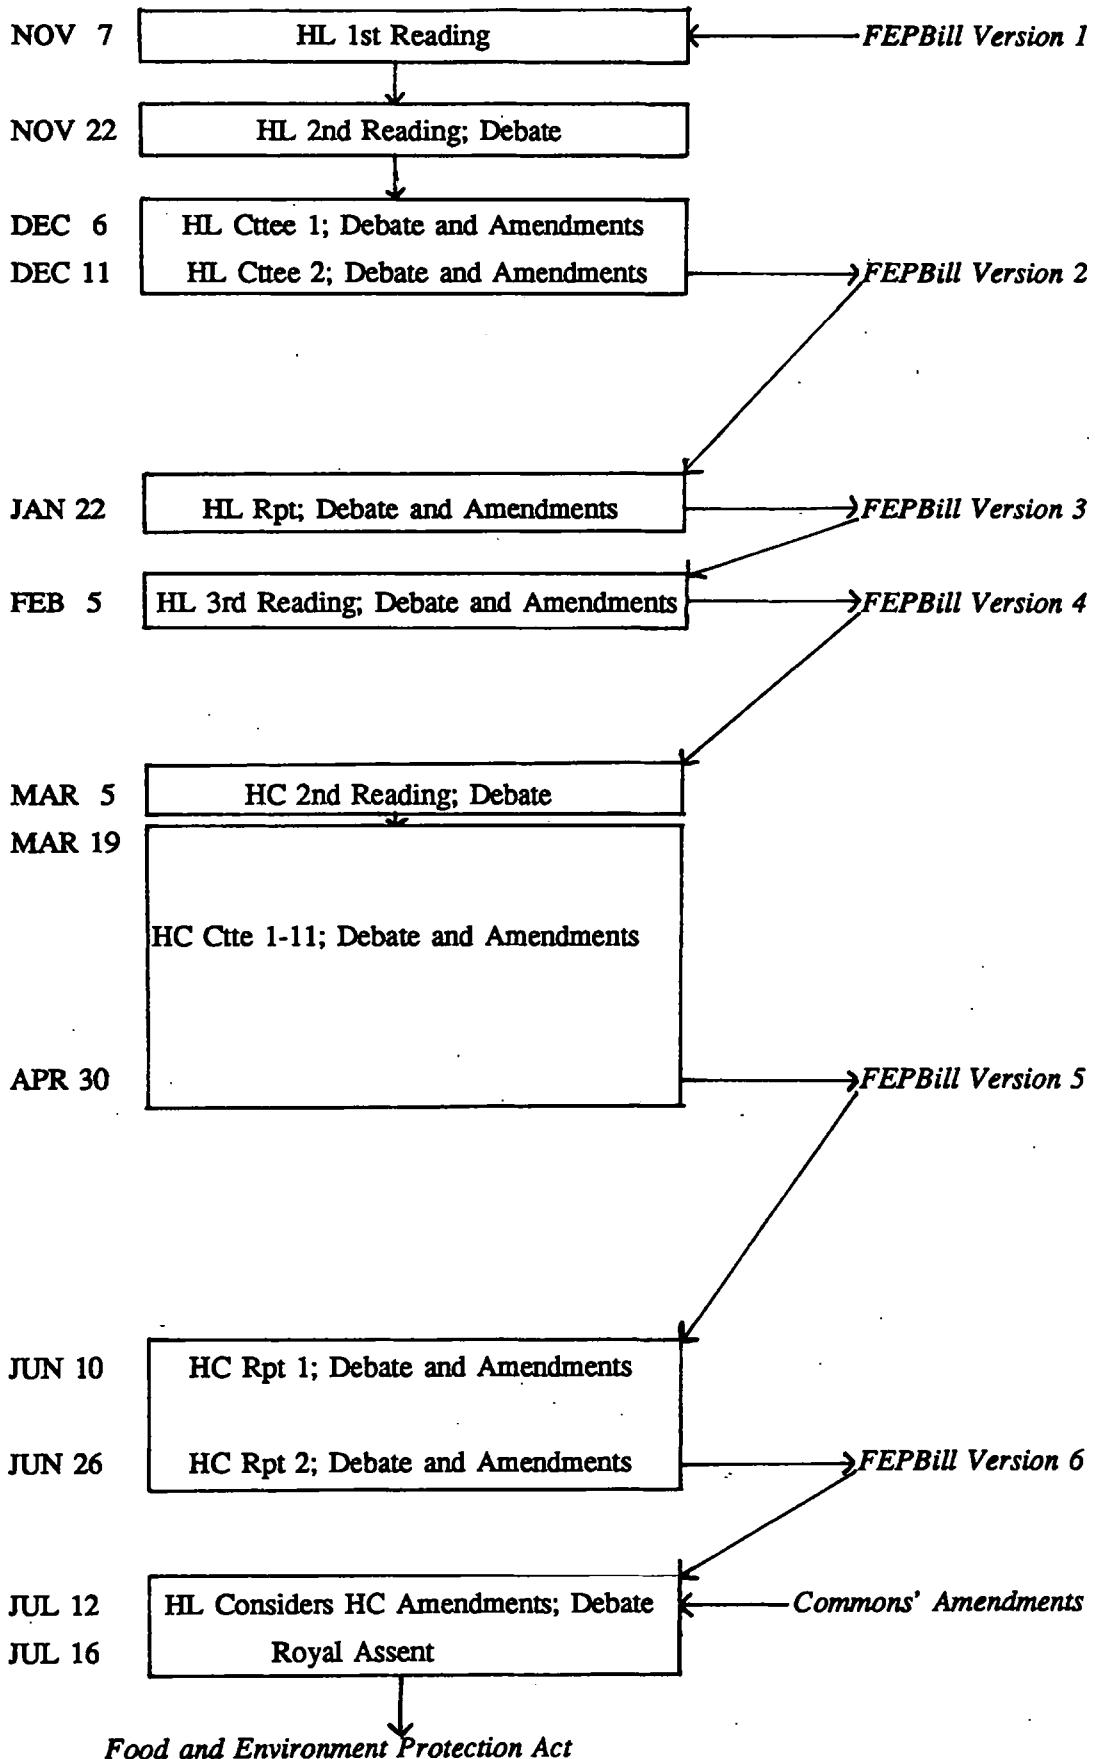 NOV 7 HL 1st Reading FEPBill Version 1
NOV 22 HL 2nd Reading; Debate
DEC 6 HL Cttee 1; Debate and Amendments
DEC 11 HL Cttee 2; Debate and Amendments FEPBill Version 2
JAN 22 HL Rpt; Debate and Amendments FEPBill Version 3
FEB 5 HL 3rd Reading; Debate and Amendments FEPBill Version 4
MAR 5 HC 2nd Reading; Debate
MAR 19
HC Ctte 1-11; Debate and Amendments
APR 30 FEPBill Version 5
JUN 10 HC Rpt 1; Debate and Amendments
JUN 26 HC Rpt 2; Debate and Amendments FEPBill Version 6
JUL 12 HL Considers HC Amendments; Debate Commons' Amendments
JUL 16 Royal Assent
Food and Environment Protection Act